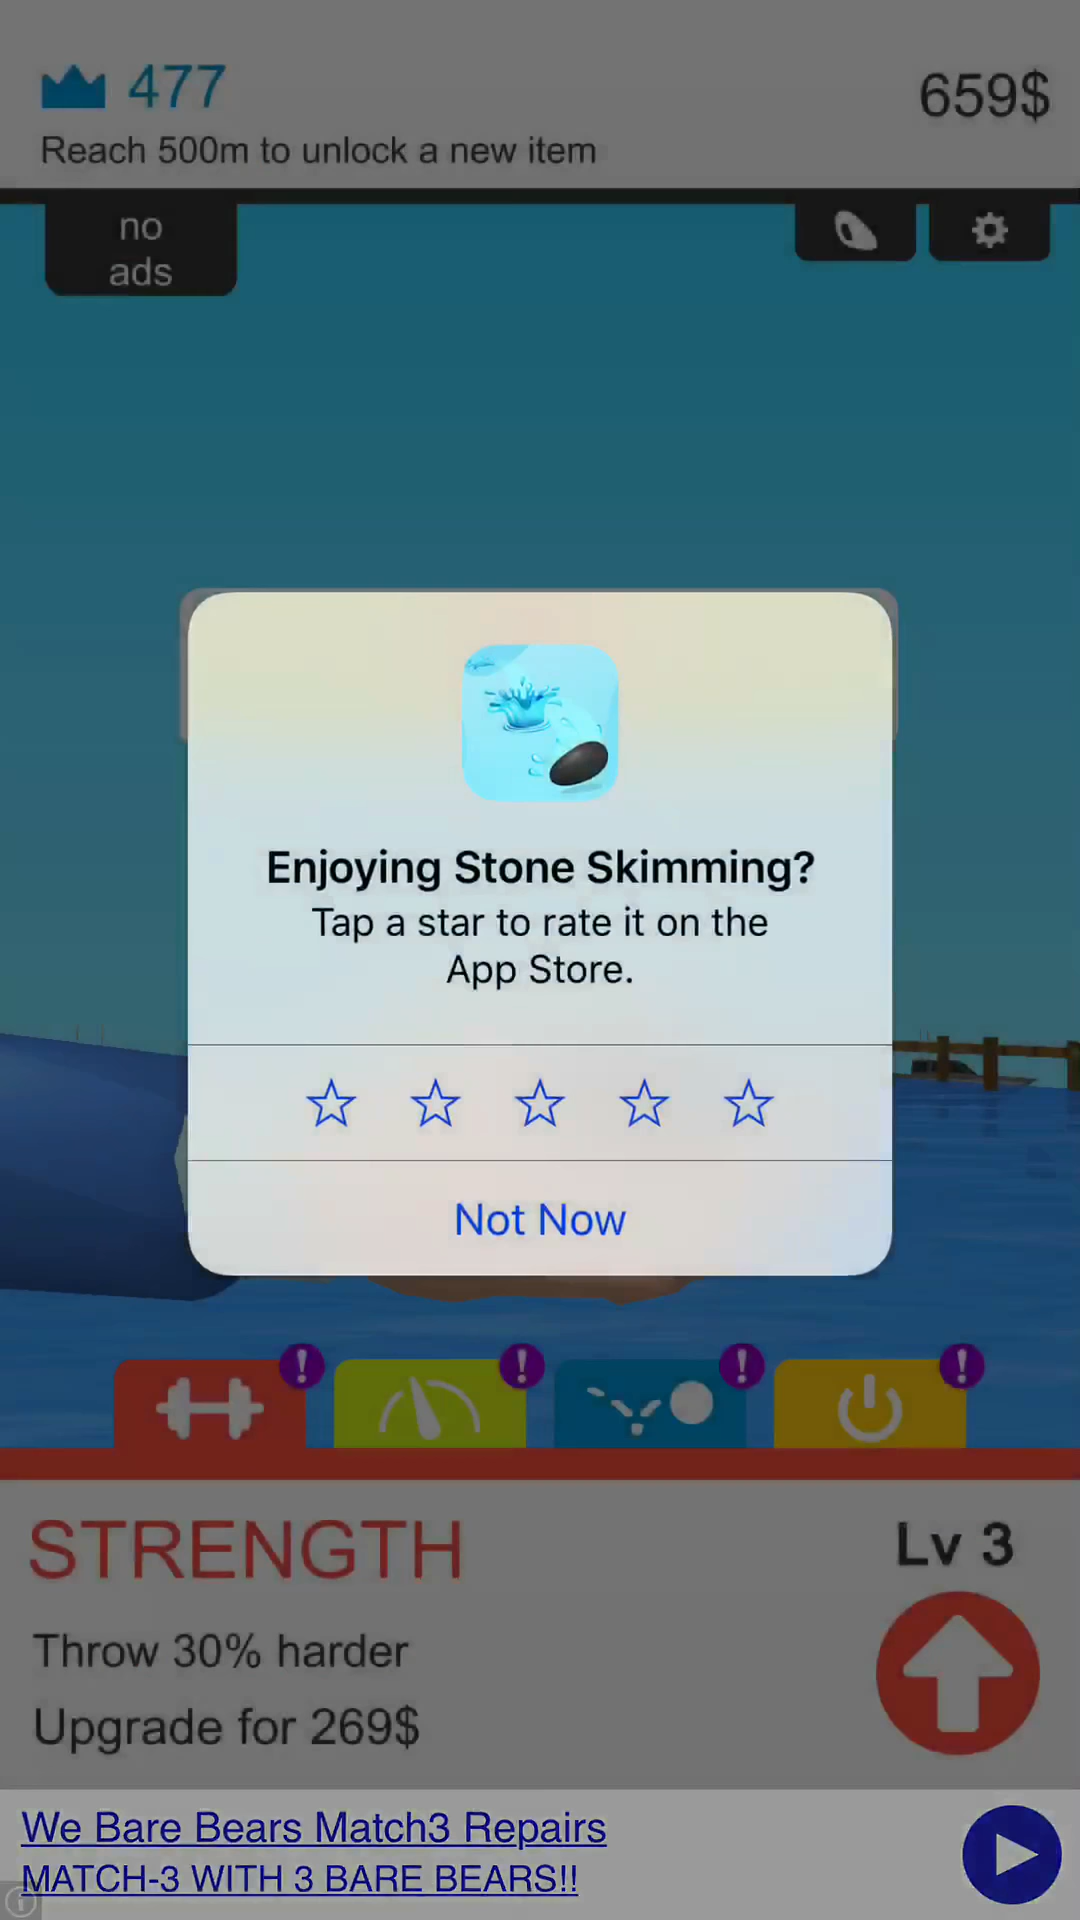 477
659$
Reach 500m to unlock a new item
no
ads
Enjoying Stone Skimming?
Tap a star to rate it on the
App Store.
Not Now
! ! ! !
STRENGTH
Lv 3
Throw 30% harder
Upgrade for 269$
We Bare Bears Match3 Repairs
MATCH-3 WITH 3 BARE BEARS!!